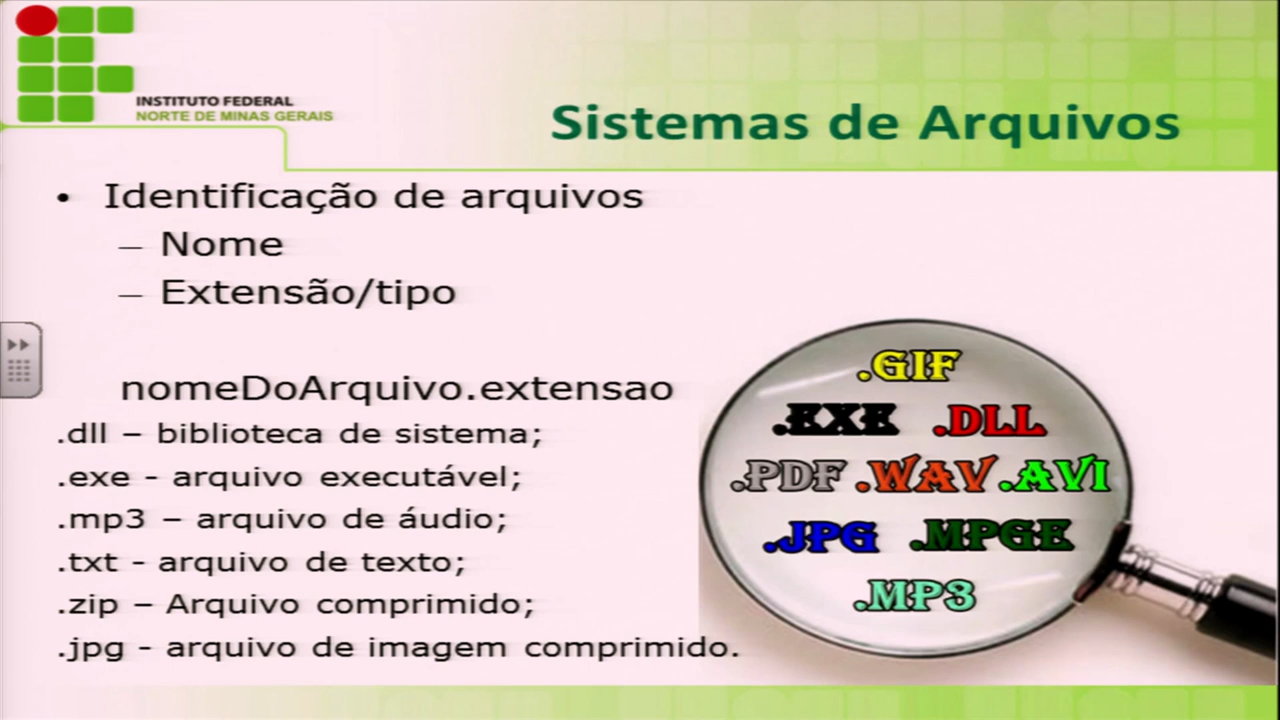 INSTITUTO FEDERAL
NORTE DE MINAS GERAIS
Sistemas de Arquivos
• Identificação de arquivos
– Nome
– Extensão/tipo
nomeDoArquivo.extensao
.dll – biblioteca de sistema;
.exe - arquivo executável;
.mp3 – arquivo de áudio;
.txt - arquivo de texto;
.zip – Arquivo comprimido;
.jpg - arquivo de imagem comprimido.
.GIF
.EXE .DLL
.PDF .WAV .AVI
.JPG .MPGE
.MP3